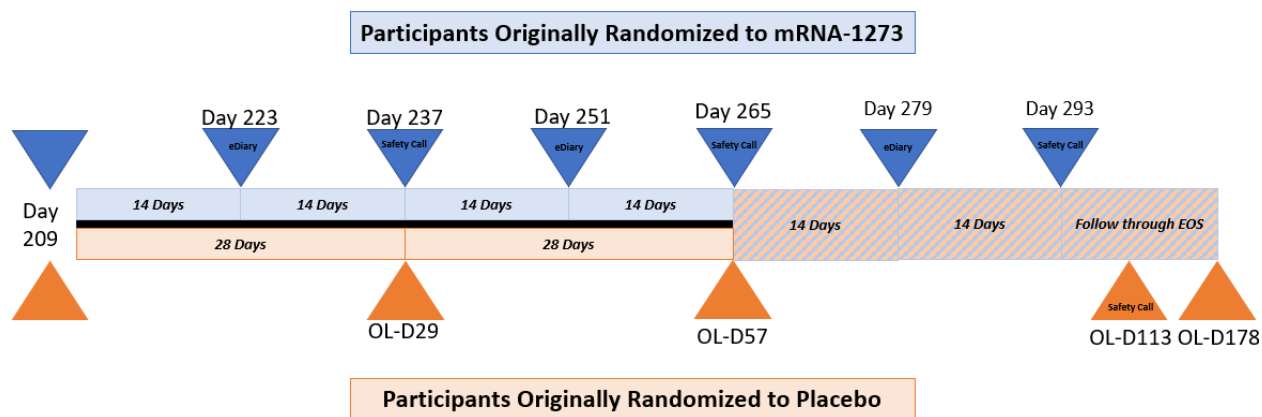 Participants Originally Randomized to mRNA-1273
Day 223 Day 237 Day 251 Day 265 Day 279 Day 293
eDiary Safety Call eDiary Safety Call eDiary Safety Call
Day
209
14 Days 14 Days 14 Days 14 Days
14 Days 14 Days Follow through EOS
28 Days 28 Days
Safety Call
OL-D29 OL-D57 OL-D113 OL-D178
Participants Originally Randomized to Placebo